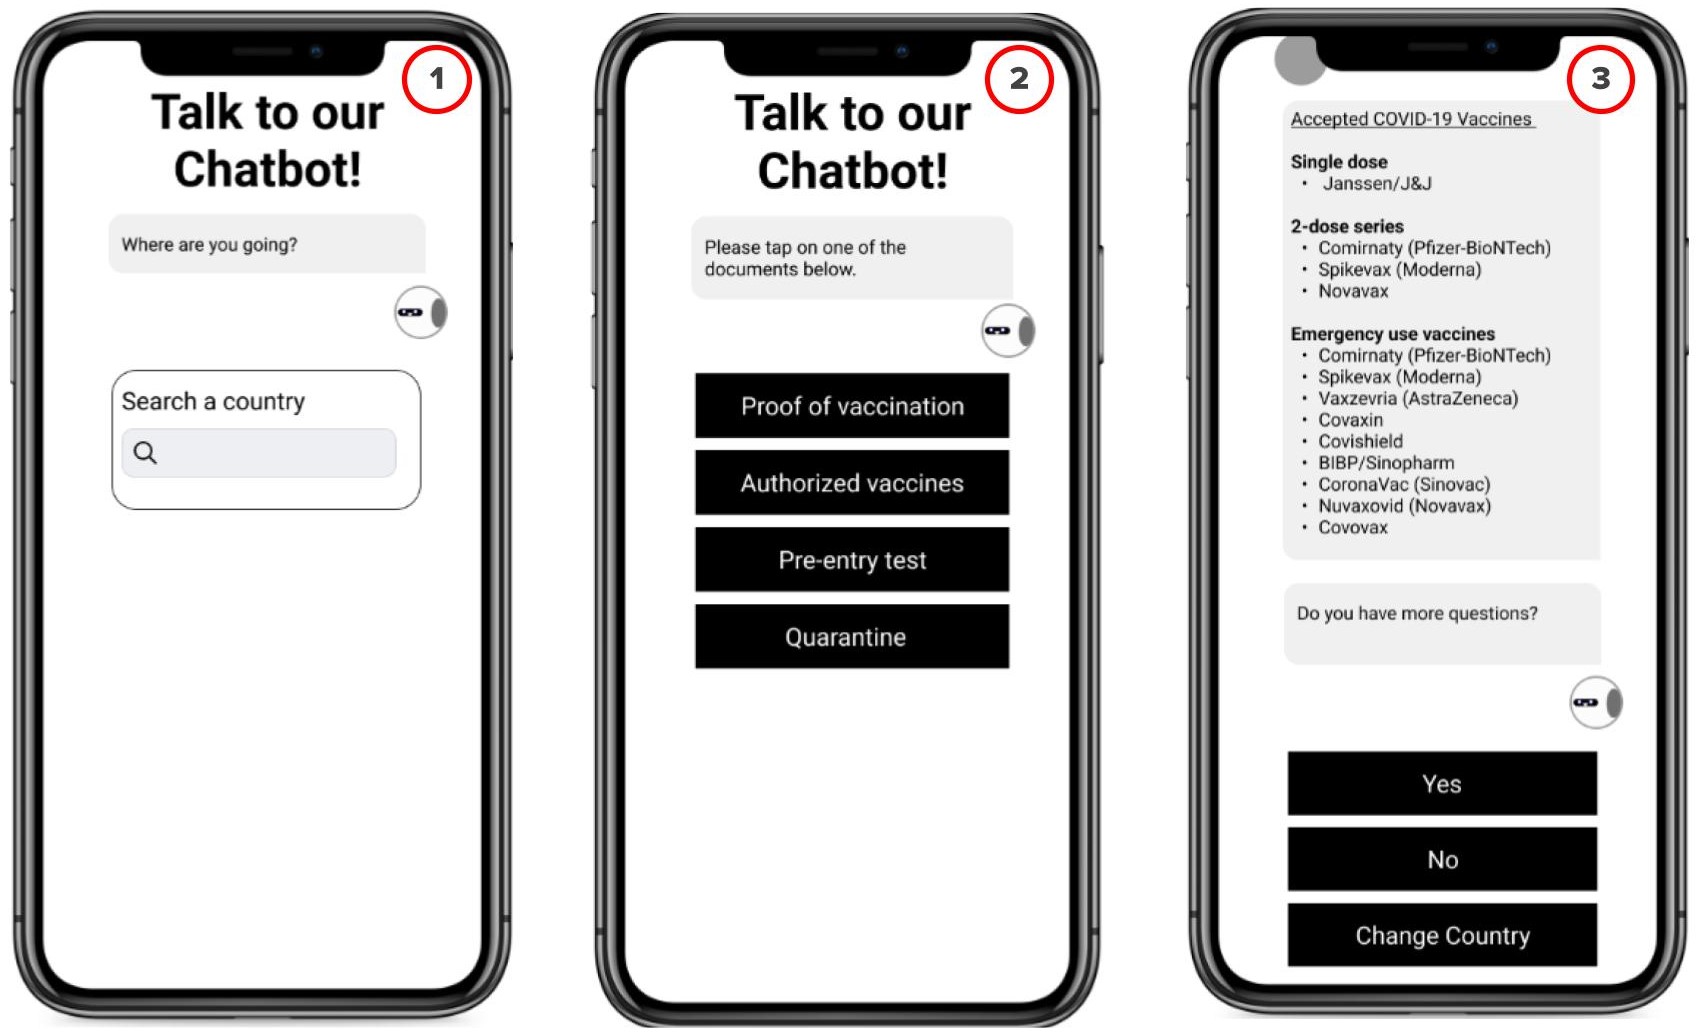 1
Talk to our
Chatbot!
Where are you going?
Search a country
2
Talk to our
Chatbot!
Please tap on one of the
documents below.
Proof of vaccination
Authorized vaccines
Pre-entry test
Quarantine
3
Accepted COVID-19 Vaccines
Single dose
• Janssen/J&J
2-dose series
• Comirnaty (Pfizer-BioNTech)
• Spikevax (Moderna)
• Novavax
Emergency use vaccines
• Comirnaty (Pfizer-BioNTech)
• Spikevax (Moderna)
• Vaxzevria (AstraZeneca)
• Covaxin
• Covishield
• BIBP/Sinopharm
• CoronaVac (Sinovac)
• Nuvaxovid (Novavax)
• Covovax
Do you have more questions?
Yes
No
Change Country